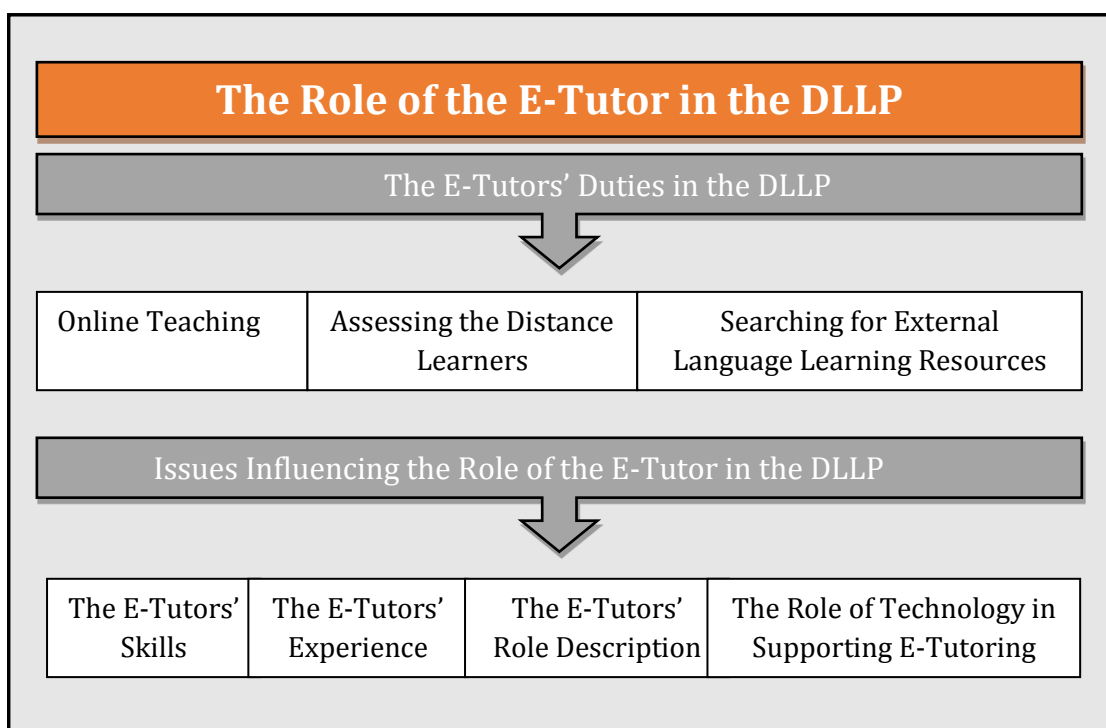 The Role of the E-Tutor in the DLLP
The E-Tutors’ Duties in the DLLP
Online Teaching
Assessing the Distance
Learners
Searching for External
Language Learning Resources
Issues Influencing the Role of the E-Tutor in the DLLP
The E-Tutors’
Skills
The E-Tutors’
Experience
The E-Tutors’
Role Description
The Role of Technology in
Supporting E-Tutoring